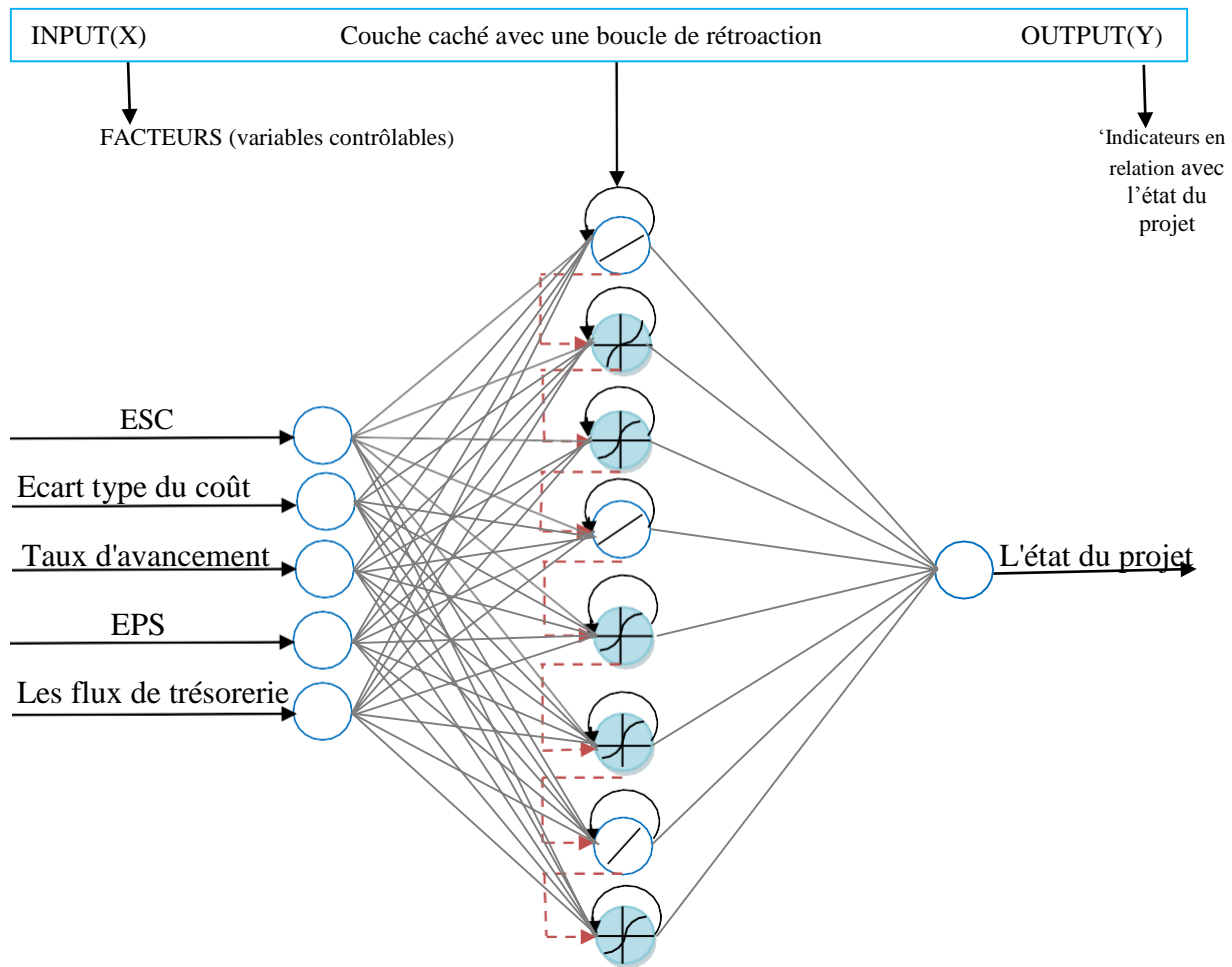 INPUT(X) Couche caché avec une boucle de rétroaction OUTPUT(Y)
FACTEURS (variables contrôlables)
‘Indicateurs en
relation avec
l’état du
projet
ESC
Ecart type du coût
Taux d'avancement
EPS
Les flux de trésorerie
L'état du projet